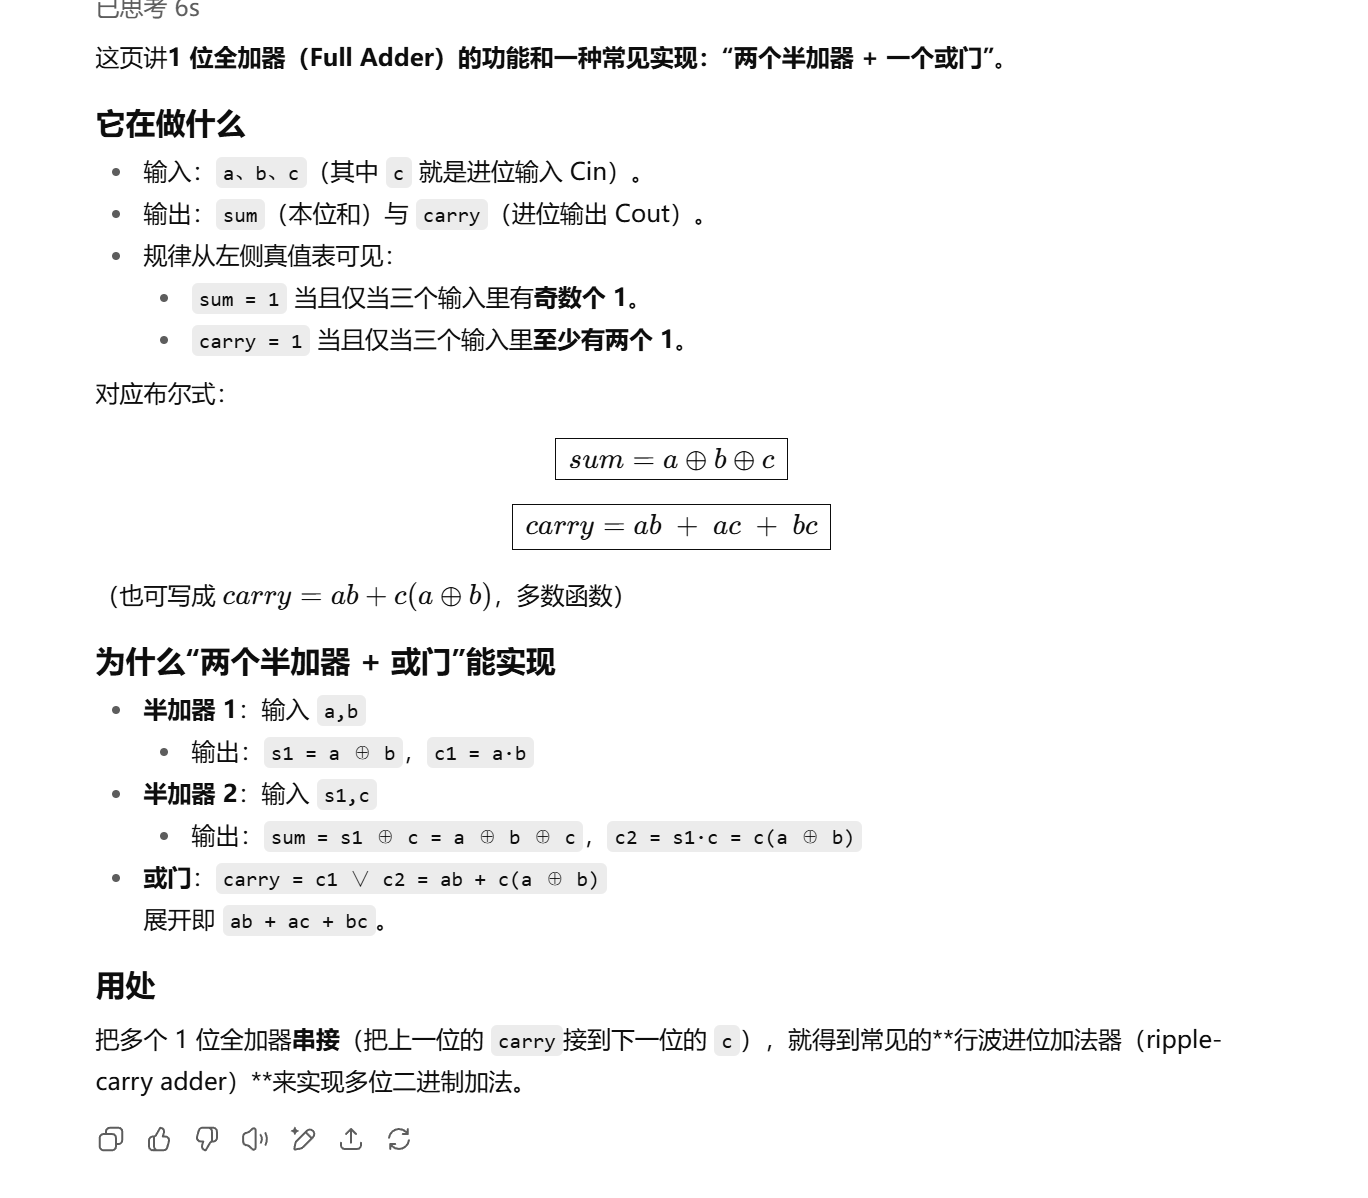 已思考 6s
这页讲1 位全加器（Full Adder）的功能和一种常见实现：“两个半加器 + 一个或门”。
它在做什么
输入：a、b、c（其中 c 就是进位输入 Cin）。
输出：sum（本位和）与 carry（进位输出 Cout）。
规律从左侧真值表可见：
sum = 1 当且仅当三个输入里有奇数个 1。
carry = 1 当且仅当三个输入里至少有两个 1。
对应布尔式：
sum = a ⊕ b ⊕ c
carry = ab + ac + bc
（也可写成 carry = ab + c(a ⊕ b)，多数函数）
为什么“两个半加器 + 或门”能实现
半加器 1：输入 a,b
输出：s1 = a ⊕ b，c1 = a·b
半加器 2：输入 s1,c
输出：sum = s1 ⊕ c = a ⊕ b ⊕ c，c2 = s1·c = c(a ⊕ b)
或门：carry = c1 ∨ c2 = ab + c(a ⊕ b)
展开即 ab + ac + bc。
用处
把多个 1 位全加器串接（把上一位的 carry接到下一位的 c），就得到常见的**行波进位加法器（ripple-
carry adder）**来实现多位二进制加法。